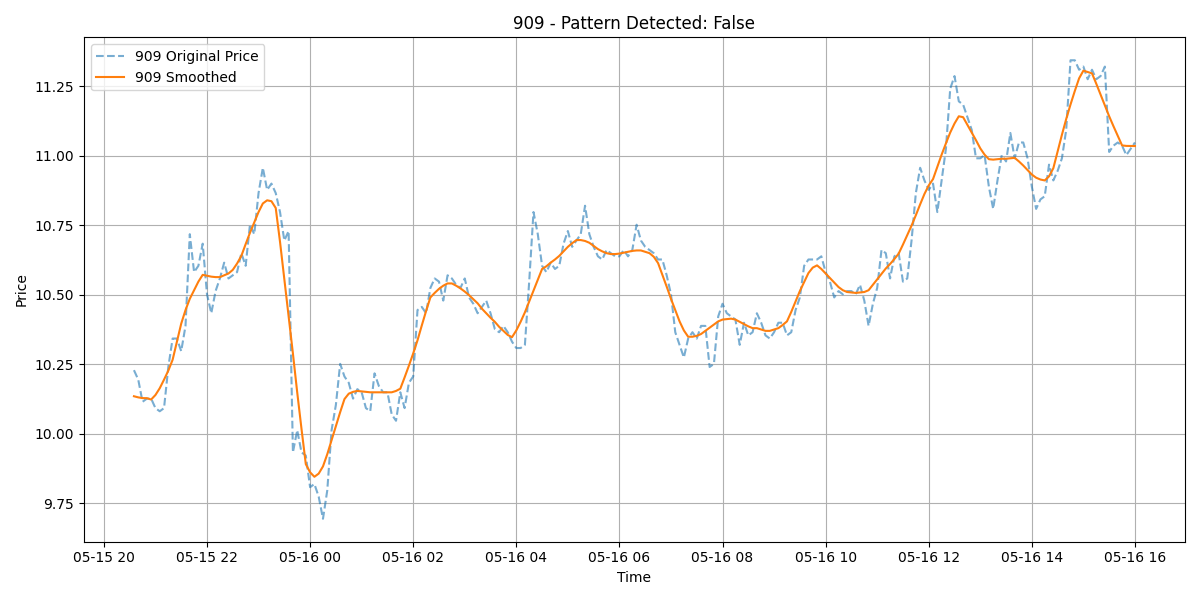 909 - Pattern Detected: False
909 Original Price
909 Smoothed
Price
11.25
11.00
10.75
10.50
10.25
10.00
9.75
05-15 20 05-15 22 05-16 00 05-16 02 05-16 04 05-16 06 05-16 08 05-16 10 05-16 12 05-16 14 05-16 16
Time